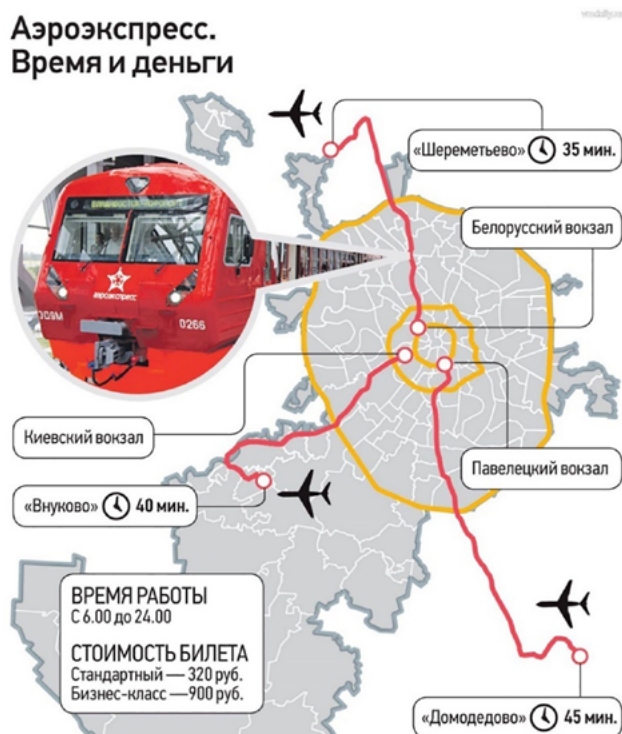 Аэроэкспресс.
Время и деньги
«Шереметьево» 35 мин.
Белорусский вокзал
аэроэкспресс
0266
Киевский вокзал
Павелецкий вокзал
«Внуково» 40 мин.
ВРЕМЯ РАБОТЫ
С 6.00 до 24.00
СТОИМОСТЬ БИЛЕТА
Стандартный — 320 руб.
Бизнес-класс —900 руб.
«Домодедово» 45 мин.